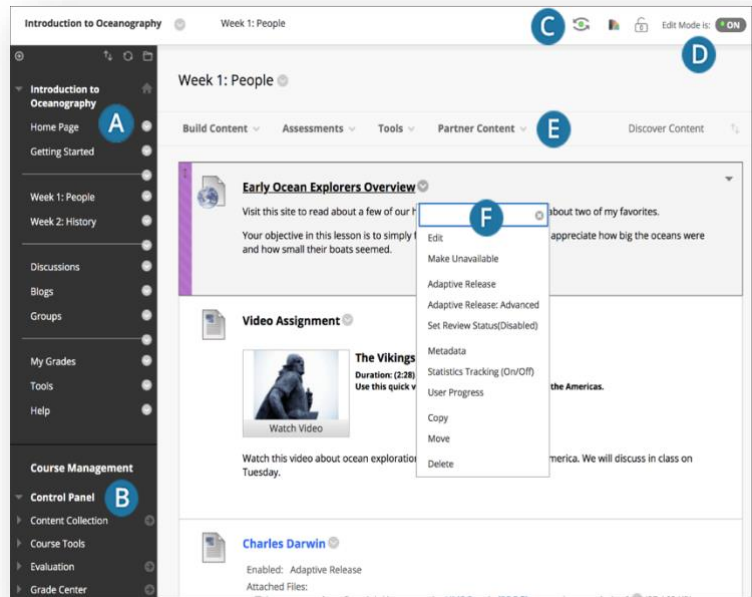 Introduction to Oceanography Week 1: People C Edit Mode is: ON
D
Introduction to
Oceanography
Home Page A
Getting Started
Week 1: People
Week 2: History
Discussions
Blogs
Groups
My Grades
Tools
Help
Course Management
Control Panel B
Content Collection
Course Tools
Evaluation
Grade Center
Week 1: People
Build Content Assessments Tools Partner Content E Discover Content
Early Ocean Explorers Overview
Visit this site to read about a few of our about two of my favorites.
Your objective in this lesson is to simply appreciate how big the oceans were
and how small their boats seemed.
F
Edit
Make Unavailable
Adaptive Release
Adaptive Release: Advanced
Set Review Status(Disabled)
Metadata
Statistics Tracking (On/Off)
User Progress
Copy
Move
Delete
Video Assignment
The Vikings
Duration: (2:28)
Use this quick the Americas.
Watch Video
Watch this video about ocean exploration We will discuss in class on
Tuesday.
Charles Darwin
Enabled: Adaptive Release
Attached Files: